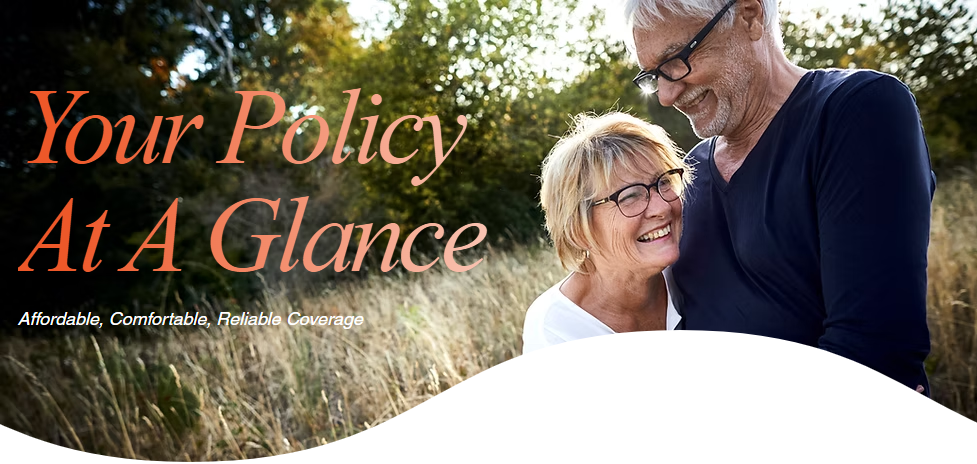 Your Policy
At A Glance
Affordable, Comfortable, Reliable Coverage